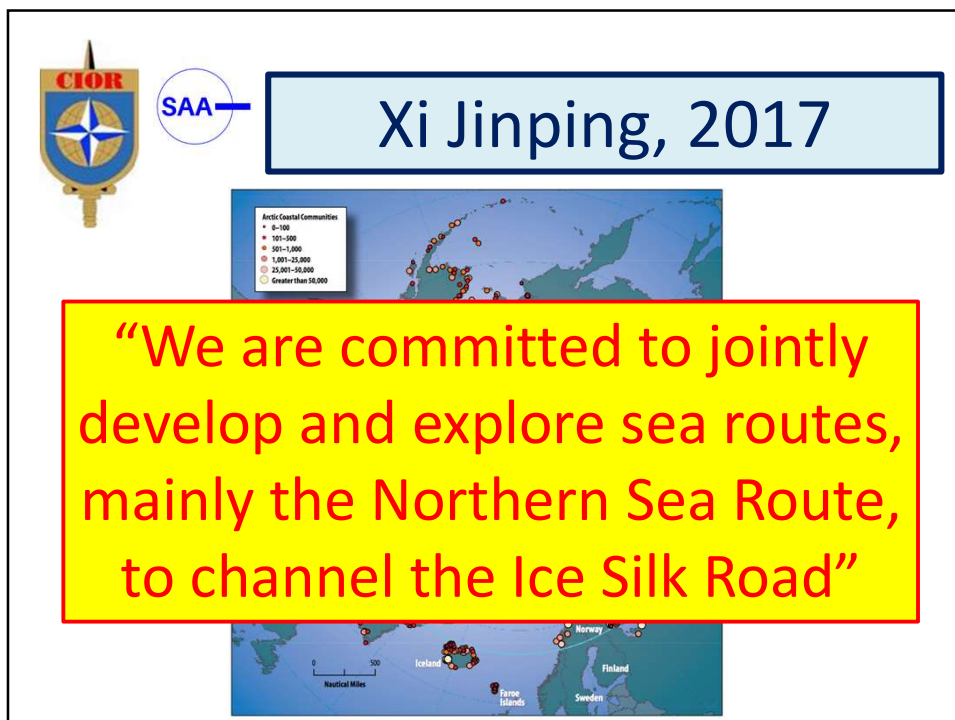 CIOR
SAA
Xi Jinping, 2017
Arctic Coastal Communities
0–100
101–500
501–1,000
1,001–25,000
25,001–50,000
Greater than 50,000
“We are committed to jointly
develop and explore sea routes,
mainly the Northern Sea Route,
to channel the Ice Silk Road”
Norway
Iceland
Finland
0 500
Nautical Miles
Faroe
Islands
Sweden